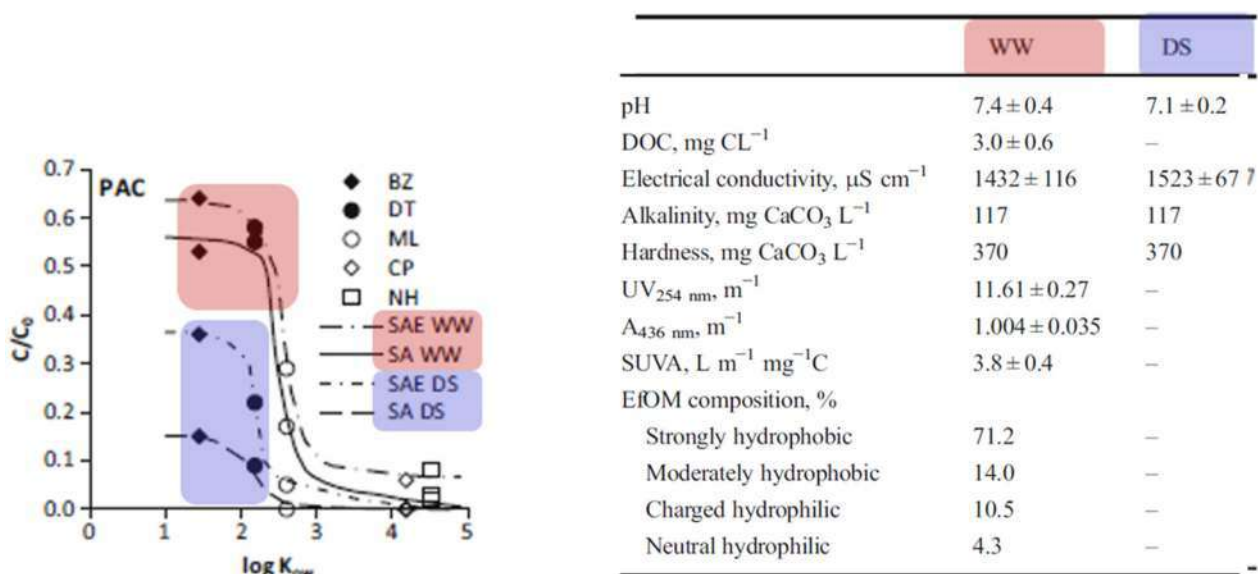 PAC
0.7
0.6
0.5
0.4
0.3
0.2
0.1
0.0
C/C₀
0 1 2 3 4 5
log K
BZ
DT
ML
CP
NH
SAE WW
SA WW
SAE DS
SA DS
WW DS
pH 7.4 ± 0.4 7.1 ± 0.2
DOC, mg CL⁻¹ 3.0 ± 0.6 –
Electrical conductivity, µS cm⁻¹ 1432 ± 116 1523 ± 67
Alkalinity, mg CaCO₃ L⁻¹ 117 117
Hardness, mg CaCO₃ L⁻¹ 370 370
UV₂₅₄ ₙₘ, m⁻¹ 11.61 ± 0.27 –
A₄₃₆ ₙₘ, m⁻¹ 1.004 ± 0.035 –
SUVA, L m⁻¹ mg⁻¹C 3.8 ± 0.4 –
EfOM composition, %
Strongly hydrophobic 71.2 –
Moderately hydrophobic 14.0 –
Charged hydrophilic 10.5 –
Neutral hydrophilic 4.3 –